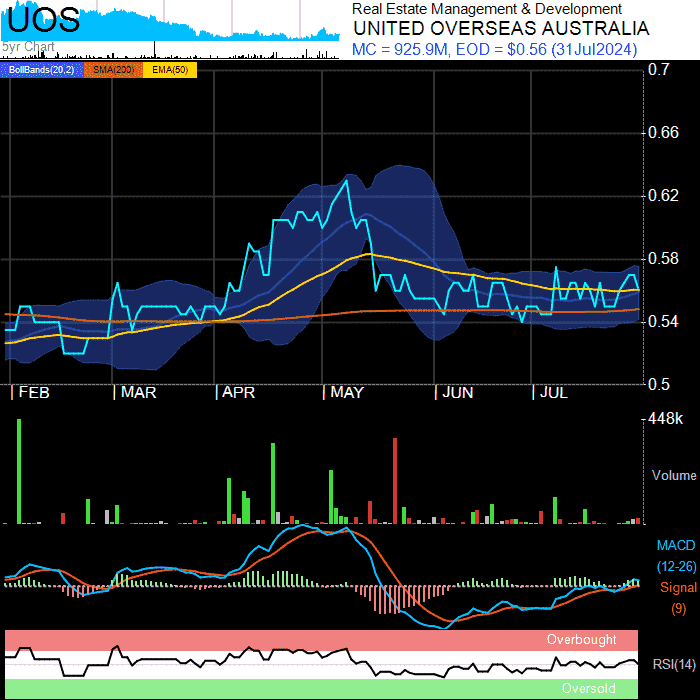 UOS
5yr Chart
Real Estate Management & Development
UNITED OVERSEAS AUSTRALIA
MC = 925.9M, EOD = $0.56 (31Jul2024)
BollBands(20,2) SMA(200) EMA(50)
0.7
0.66
0.62
0.58
0.54
0.5
FEB MAR APR MAY JUN JUL
448k
Volume
MACD
(12-26)
Signal
(9)
Overbought
RSI(14)
Oversold